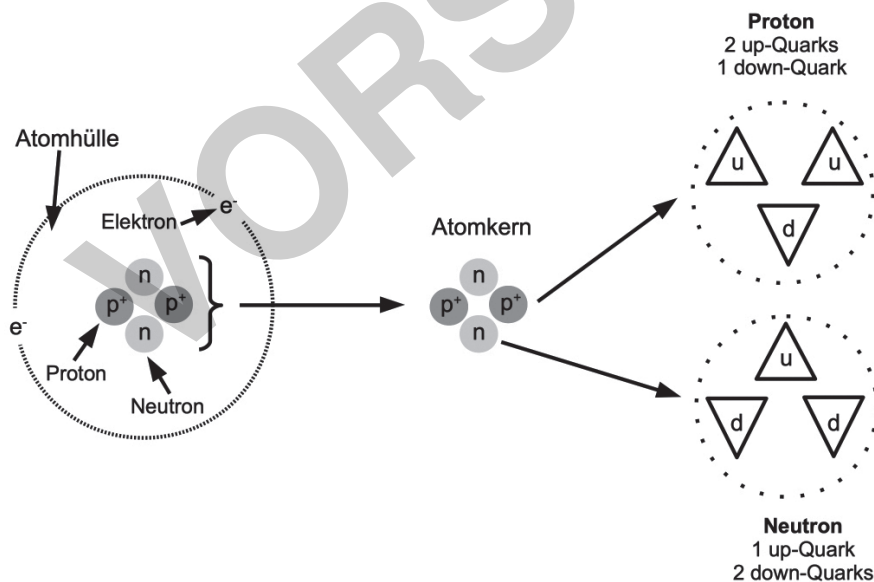 Proton
2 up-Quarks
1 down-Quark
Atomhülle
u
u
Elektron
e-
d
Atomkern
n
n
p+
p+
p+
p+
e-
n
n
u
Proton
Neutron
d
d
Neutron
1 up-Quark
2 down-Quarks
VORS